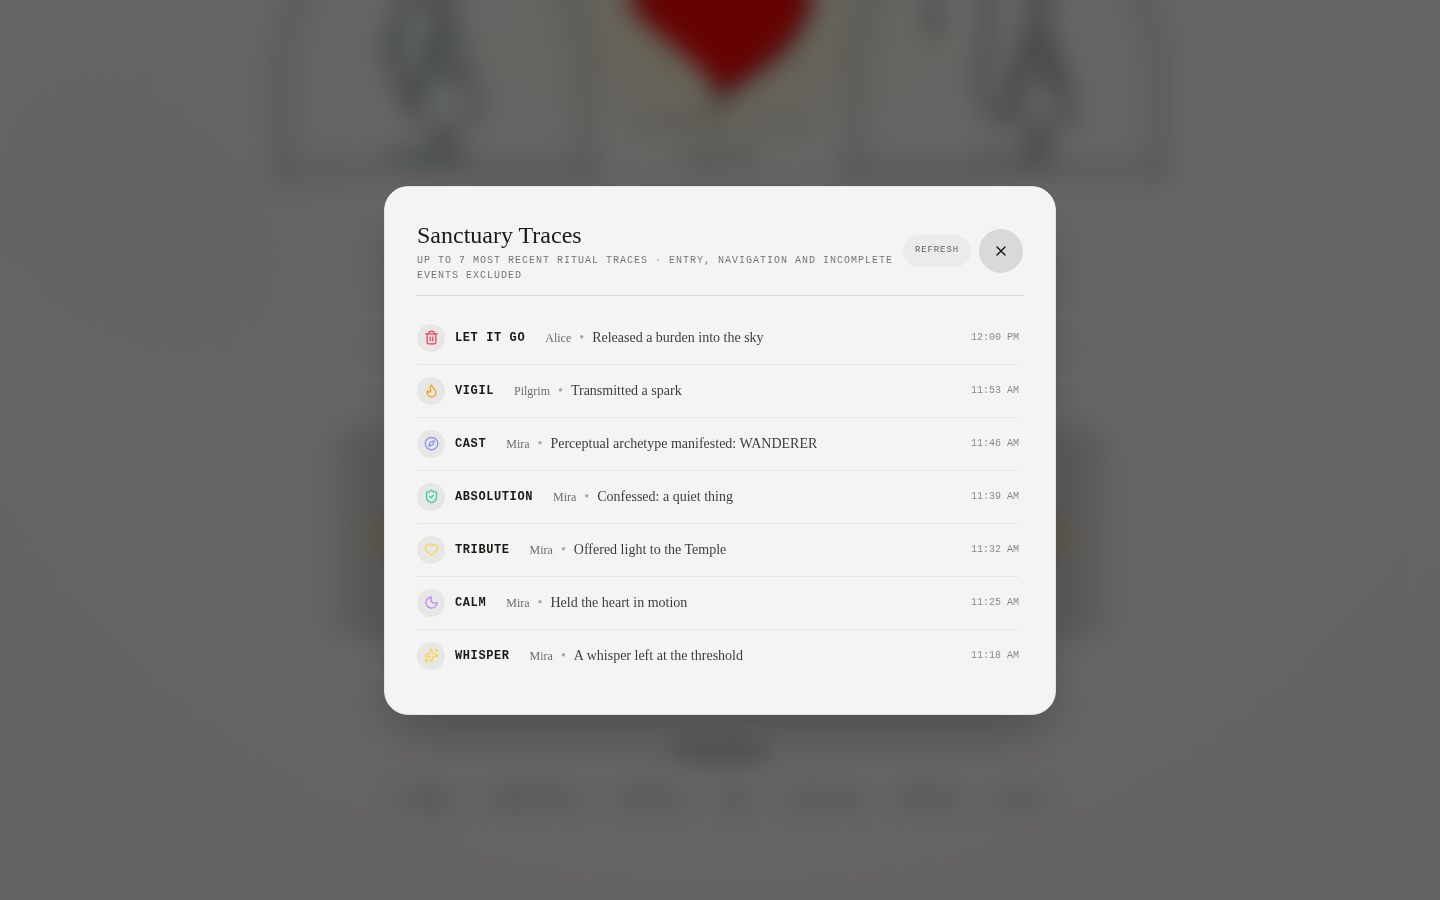 Sanctuary Traces
UP TO 7 MOST RECENT RITUAL TRACES · ENTRY, NAVIGATION AND INCOMPLETE
EVENTS EXCLUDED
REFRESH
LET IT GO Alice • Released a burden into the sky 12:00 PM
VIGIL Pilgrim • Transmitted a spark 11:53 AM
CAST Mira • Perceptual archetype manifested: WANDERER 11:46 AM
ABSOLUTION Mira • Confessed: a quiet thing 11:39 AM
TRIBUTE Mira • Offered light to the Temple 11:32 AM
CALM Mira • Held the heart in motion 11:25 AM
WHISPER Mira • A whisper left at the threshold 11:18 AM